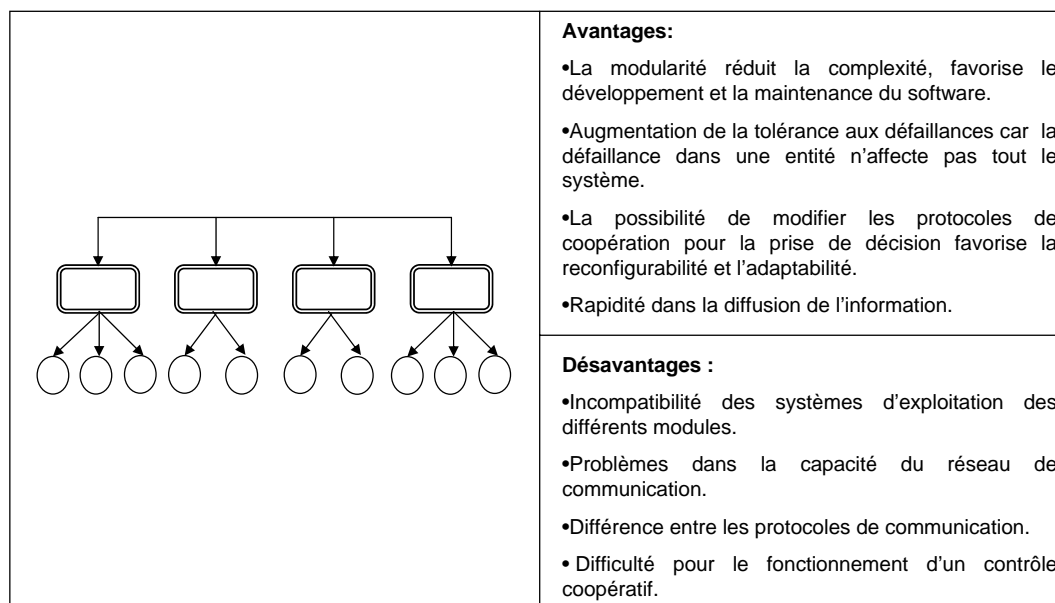 Avantages:
•La modularité réduit la complexité, favorise le
développement et la maintenance du software.
•Augmentation de la tolérance aux défaillances car la
défaillance dans une entité n'affecte pas tout le
système.
•La possibilité de modifier les protocoles de
coopération pour la prise de décision favorise la
reconfigurabilité et l'adaptabilité.
•Rapidité dans la diffusion de l'information.
Désavantages :
•Incompatibilité des systèmes d'exploitation des
différents modules.
•Problèmes dans la capacité du réseau de
communication.
•Différence entre les protocoles de communication.
• Difficulté pour le fonctionnement d'un contrôle
coopératif.